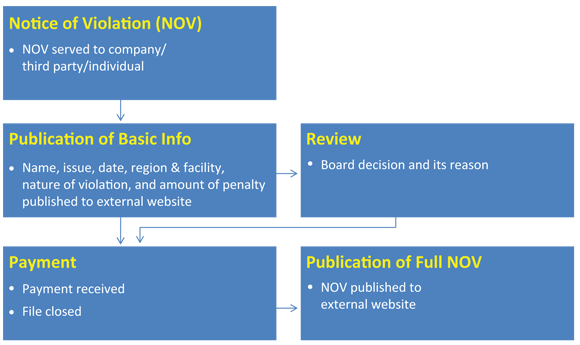 Notice of Violation (NOV)
• NOV served to company/
third party/individual
Publication of Basic Info
• Name, issue, date, region & facility,
nature of violation, and amount of penalty
published to external website
Review
• Board decision and its reason
Payment
• Payment received
• File closed
Publication of Full NOV
• NOV published to
external website